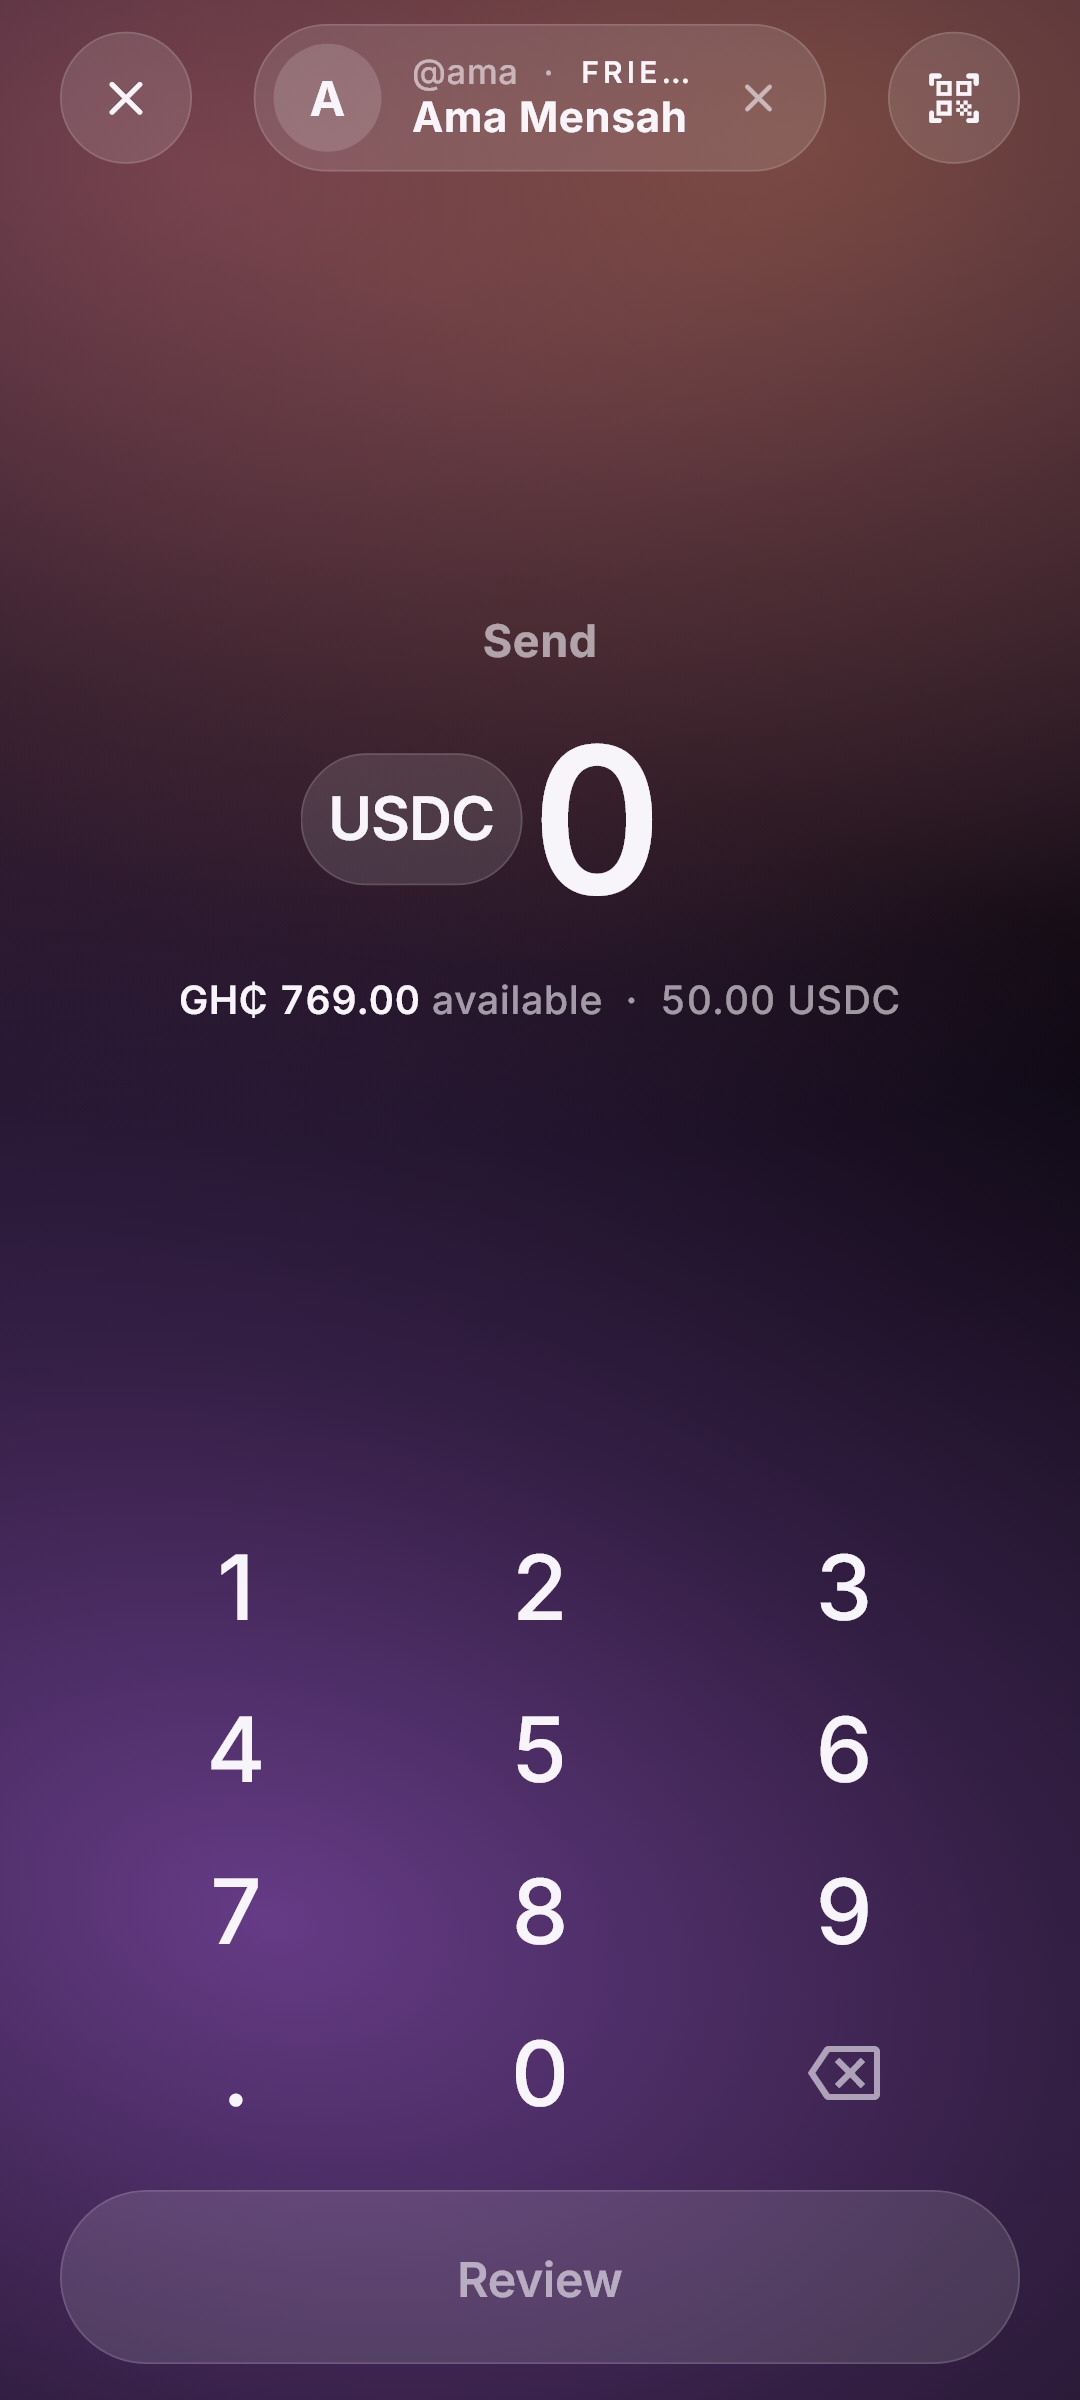 A
@ama · FRIE...
Ama Mensah
Send
USDC 0
GH₵ 769.00 available · 50.00 USDC
1 2 3
4 5 6
7 8 9
. 0
Review